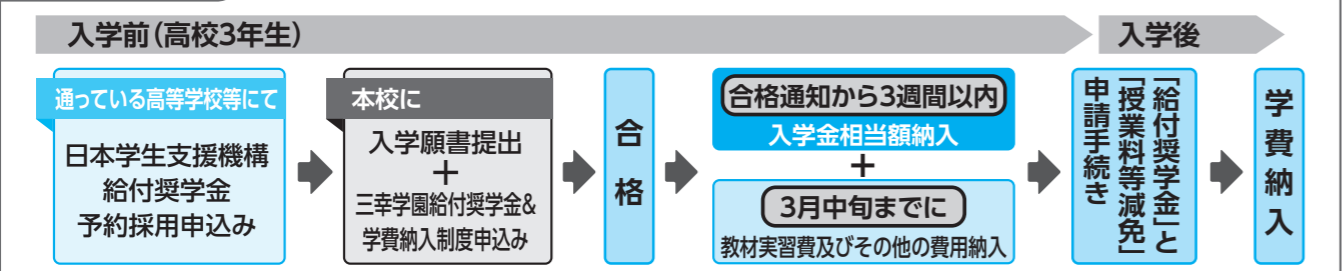 入学前(高校3年生)
入学後
通っている高等学校等にて
日本学生支援機構
給付奨学金
予約採用申込み
本校に
入学願書提出
+
三幸学園給付奨学金&
学費納入制度申込み
合格
合格通知から3週間以内
入学金相当額納入
+
3月中旬までに
教材実習費及びその他の費用納入
「給付奨学金」と
「授業料等減免」
申請手続き
学費納入